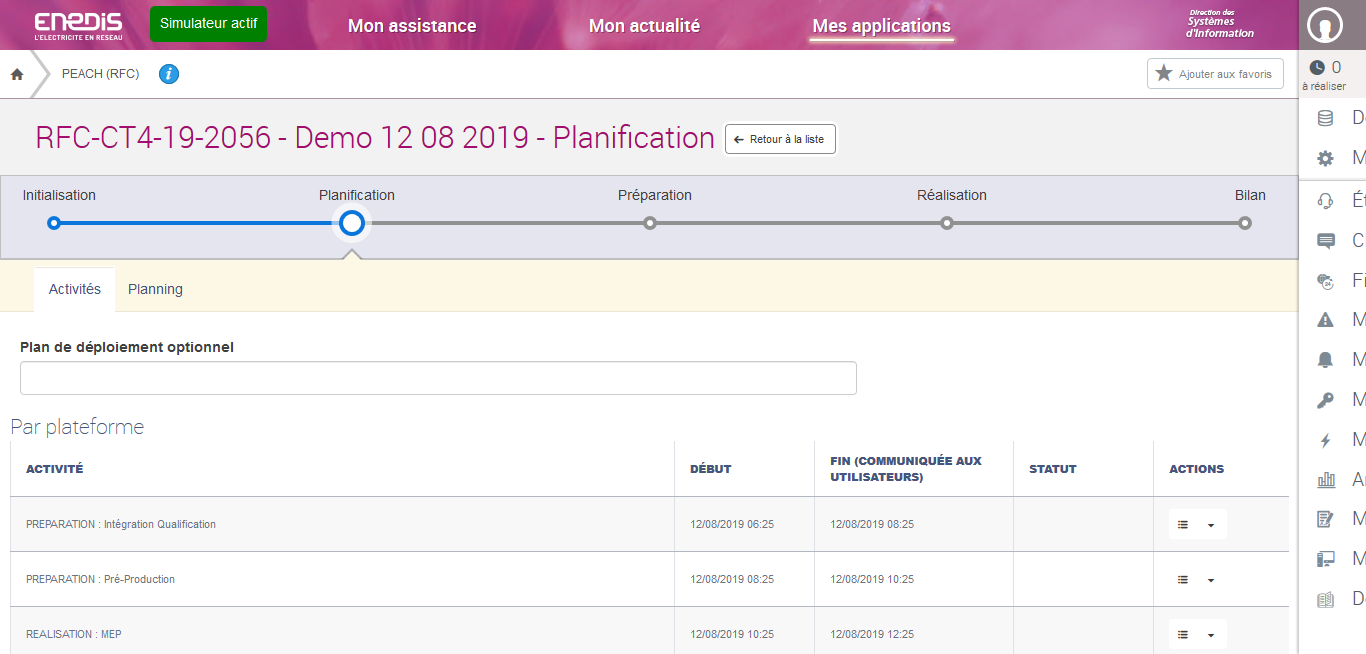 ENEDIS
L'ELECTRICITE EN RESEAU
Simulateur actif
Mon assistance
Mon actualité
Mes applications
Direction des
Systèmes
d'Information
PEACH (RFC)
i
Ajouter aux favoris
0
à réaliser
RFC-CT4-19-2056 - Demo 12 08 2019 - Planification
Retour à la liste
Initialisation
Planification
Préparation
Réalisation
Bilan
Activités
Planning
Plan de déploiement optionnel
Par plateforme
ACTIVITÉ
DÉBUT
FIN (COMMUNIQUÉE AUX
UTILISATEURS)
STATUT
ACTIONS
PREPARATION : Intégration Qualification
12/08/2019 06:25
12/08/2019 08:25
PREPARATION : Pré-Production
12/08/2019 08:25
12/08/2019 10:25
REALISATION : MEP
12/08/2019 10:25
12/08/2019 12:25